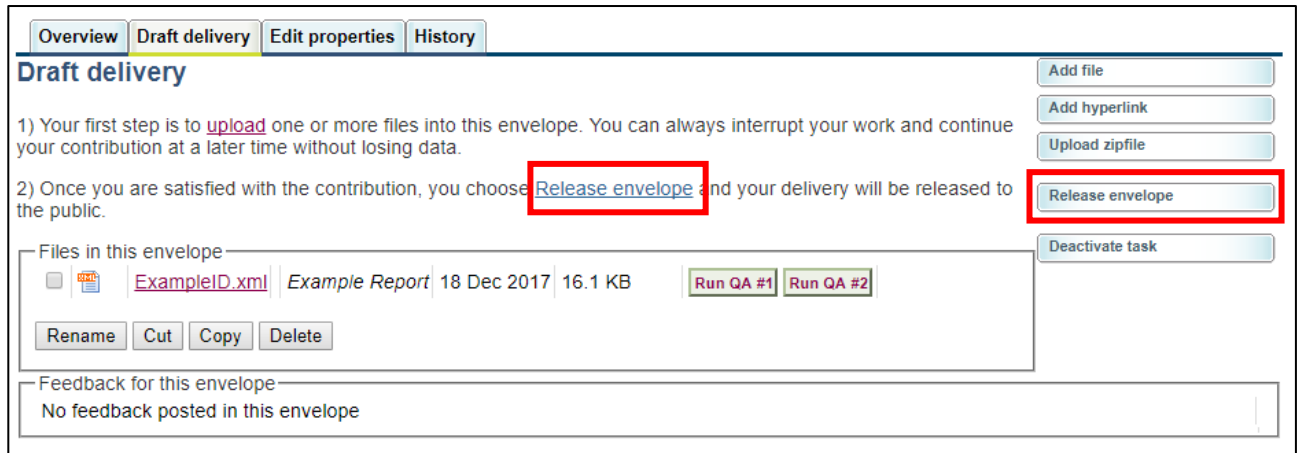 Overview Draft delivery Edit properties History
Draft delivery
Add file
Add hyperlink
1) Your first step is to upload one or more files into this envelope. You can always interrupt your work and continue
your contribution at a later time without losing data.
Upload zipfile
2) Once you are satisfied with the contribution, you choose Release envelope and your delivery will be released to
the public.
Release envelope
Deactivate task
Files in this envelope
ExampleID.xml Example Report 18 Dec 2017 16.1 KB Run QA #1 Run QA #2
Rename Cut Copy Delete
Feedback for this envelope
No feedback posted in this envelope